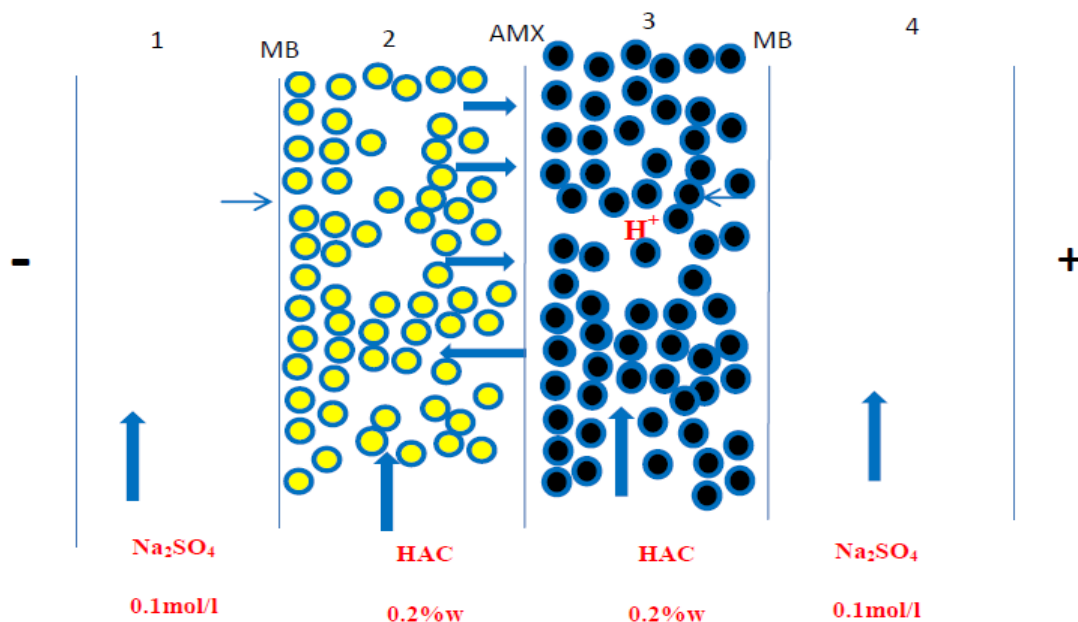 1
2
3
4
MB
AMX
MB
H⁺
-
+
Na₂SO₄
HAC
HAC
Na₂SO₄
0.1mol/l
0.2%w
0.2%w
0.1mol/l